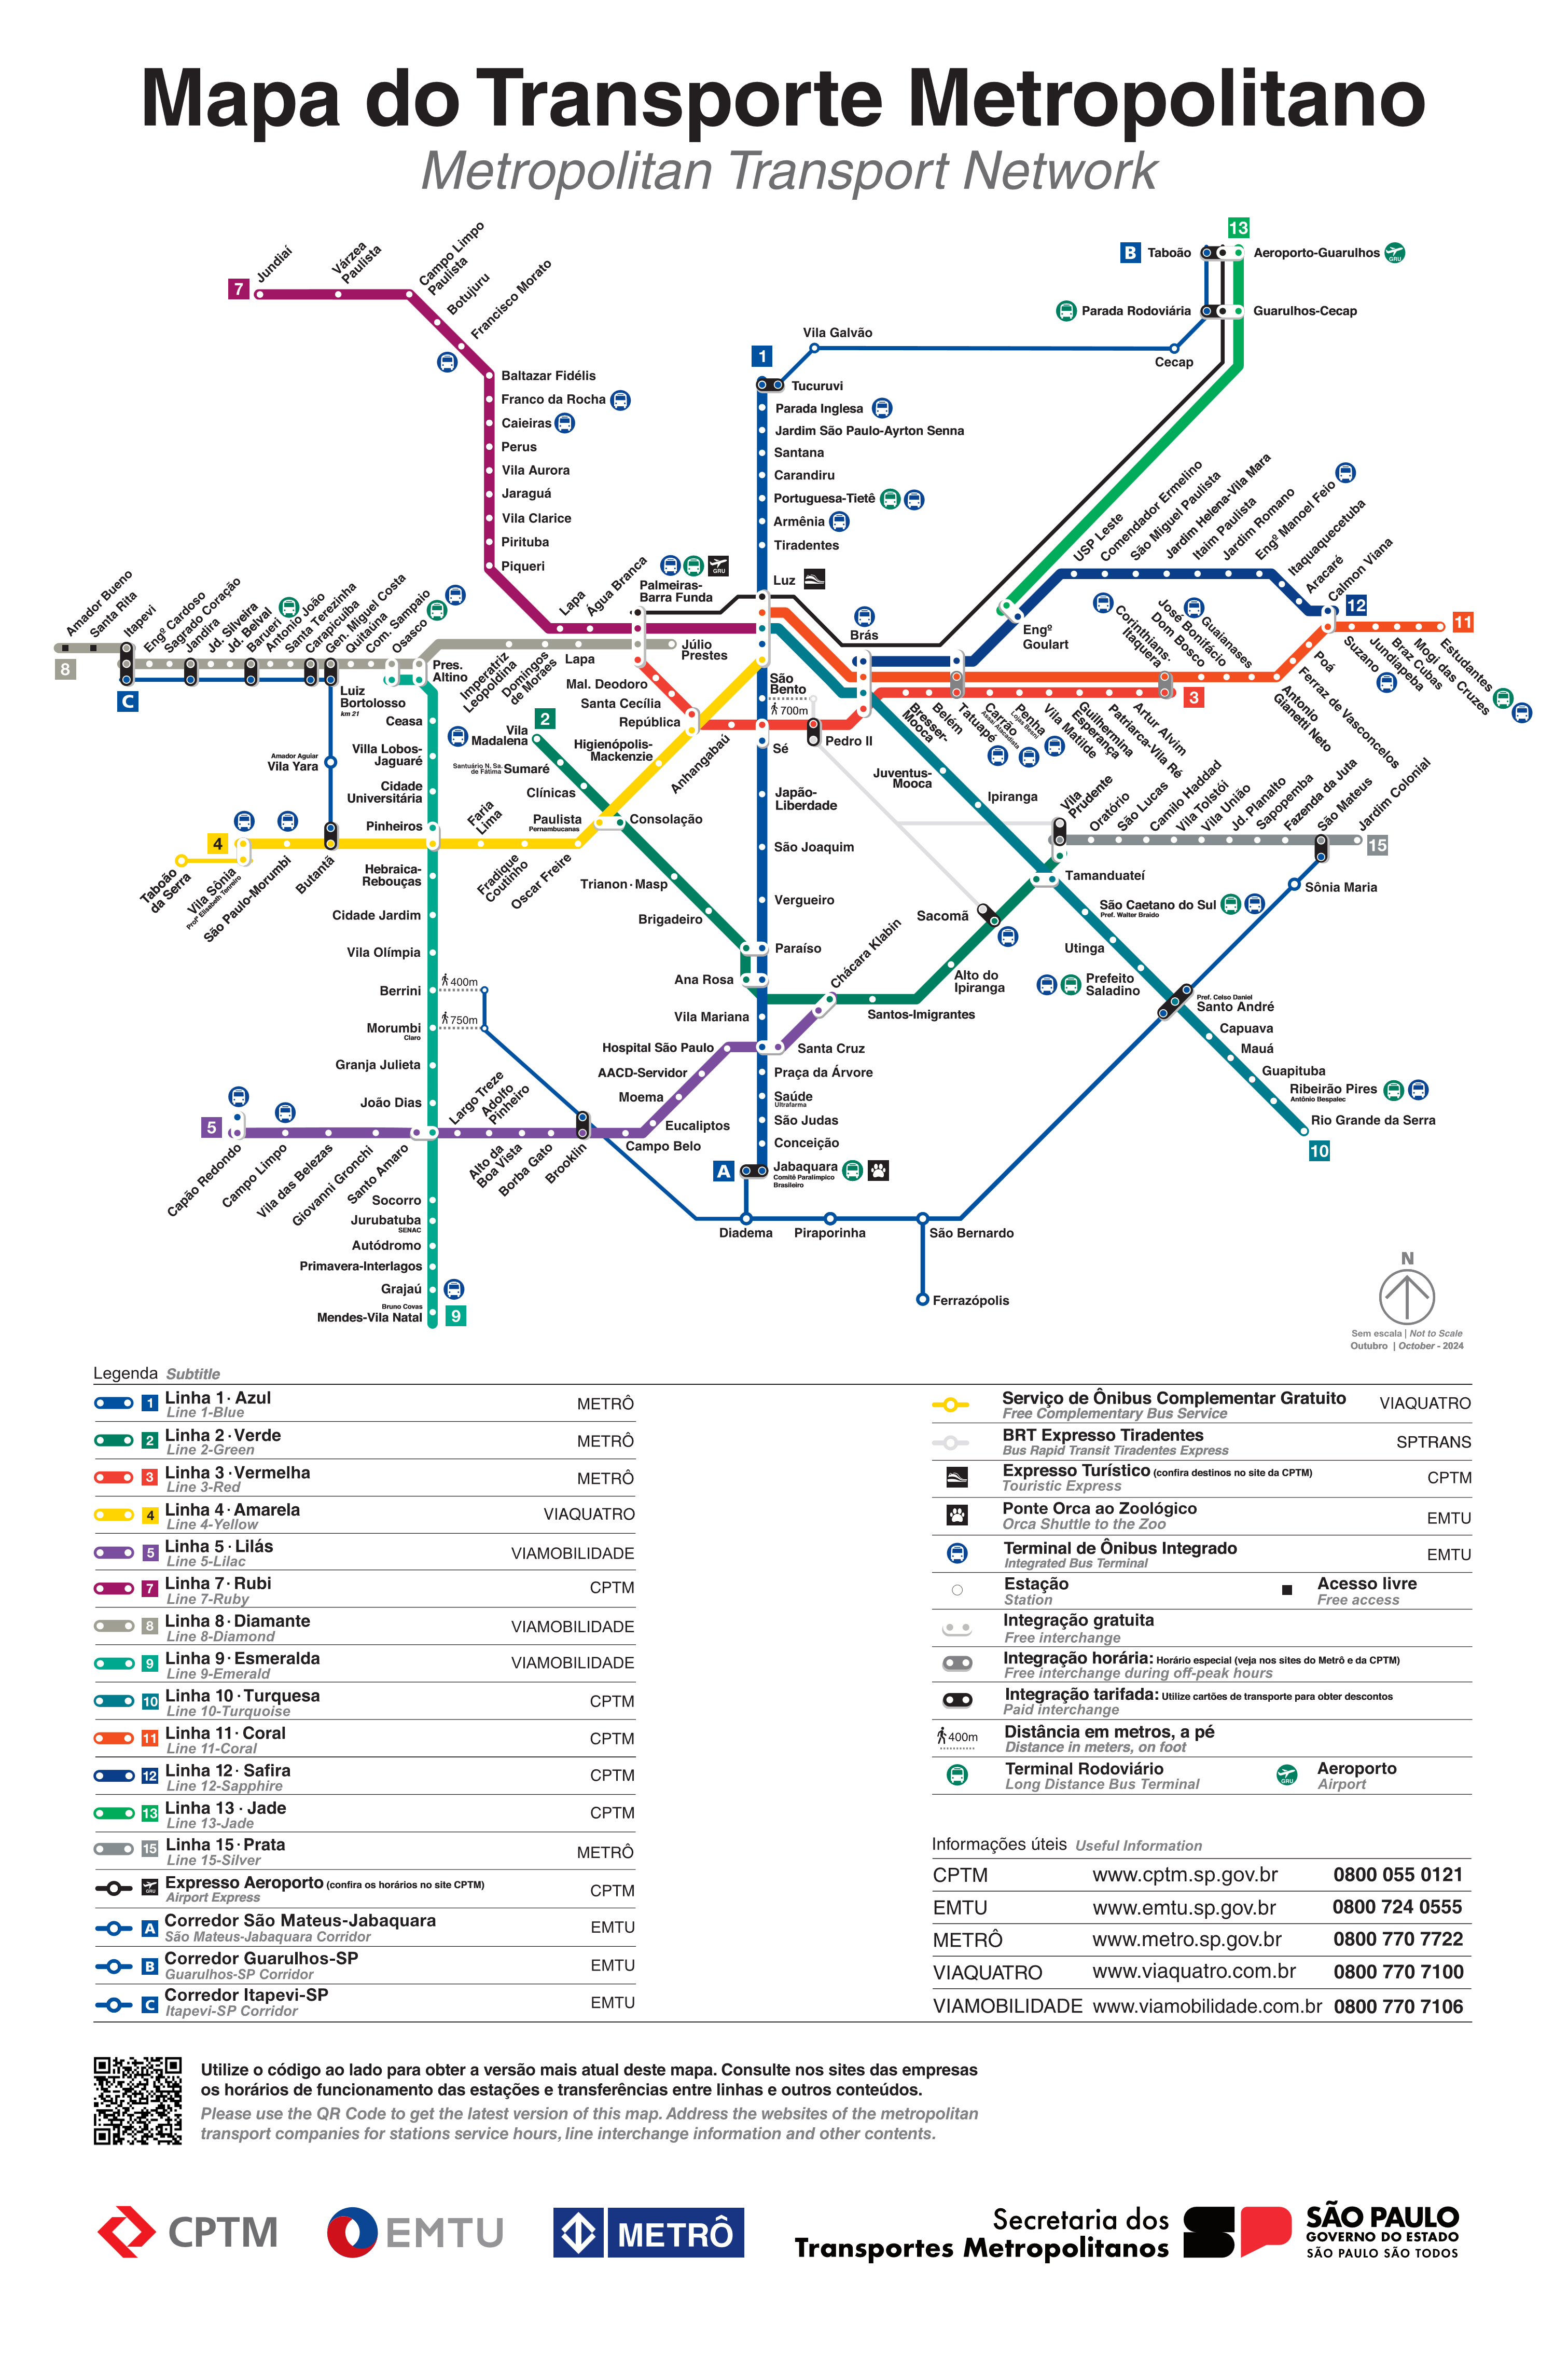 Mapa do Transporte Metropolitano
Metropolitan Transport Network
7
Jundiaí
Várzea
Paulista
Campo Limpo
Paulista
Botujuru
Francisco Morato
Baltazar Fidélis
Franco da Rocha
Caieiras
Perus
Vila Aurora
Jaraguá
Vila Clarice
Pirituba
Piqueri
Lapa
Água Branca
Palmeiras-
Barra Funda
GRU
1
Tucuruvi
Parada Inglesa
Jardim São Paulo-Ayrton Senna
Santana
Carandiru
Portuguesa-Tietê
Armênia
Tiradentes
Luz
Vila Galvão
Cecap
B
Taboão
Parada Rodoviária
13
Aeroporto-Guarulhos
GRU
Guarulhos-Cecap
Brás
Engº
Goulart
USP Leste
Comendador Ermelino
São Miguel Paulista
Jardim Helena-Vila Mara
Itaim Paulista
Jardim Romano
Engº Manoel Feio
Itaquaquecetuba
Aracaré
Calmon Viana
12
11
Suzano
Jundiapeba
Braz Cubas
Mogi das Cruzes
Estudantes
Poá
Ferraz de Vasconcelos
Antonio
Gianetti Neto
Guaianases
José Bonifácio
Dom Bosco
Corinthians-
Itaquera
3
Bresser-
Mooca
Belém
Tatuapé
Carrão
Assaí Atacadista
Penha
Lojas Besni
Vila Matilde
Guilhermina
Esperança
Patriarca-Vila Ré
Artur Alvim
Amador Bueno
Santa Rita
Itapevi
Engº Cardoso
Sagrado Coração
Jandira
Jd. Silveira
Jd. Belval
Barueri
Antonio João
Santa Terezinha
Carapicuíba
Gen. Miguel Costa
Quitaúna
Com. Sampaio
Osasco
8
C
Pres.
Altino
Imperatriz
Leopoldina
Domingos
de Moraes
Lapa
Júlio
Prestes
Luiz
Bortolosso
km 21
Amador Aguiar
Vila Yara
Ceasa
Villa Lobos-
Jaguaré
Cidade
Universitária
Pinheiros
Hebraica-
Rebouças
Cidade Jardim
Vila Olímpia
Berrini
400m
Morumbi
Claro
750m
Granja Julieta
João Dias
Socorro
Jurubatuba
SENAC
Autódromo
Primavera-Interlagos
Grajaú
Bruno Covas
Mendes-Vila Natal
9
4
Taboão
da Serra
Vila Sônia
Profª Elisabeth Tenreiro
São Paulo-Morumbi
Butantã
Faria
Lima
Fradique
Coutinho
Oscar Freire
Paulista
Pernambucanas
Higienópolis-
Mackenzie
República
Santa Cecília
Mal. Deodoro
Anhangabaú
São
Bento
700m
Sé
Pedro II
Japão-
Liberdade
São Joaquim
Vergueiro
Paraíso
Ana Rosa
Vila Mariana
Santa Cruz
Praça da Árvore
Saúde
Ultrafarma
São Judas
Conceição
Jabaquara
Comitê Paralímpico
Brasileiro
A
2
Vila
Madalena
Santuário N. Sa.
de Fátima
Sumaré
Clínicas
Consolação
Trianon·Masp
Brigadeiro
Chácara Klabin
Santos-Imigrantes
Alto do
Ipiranga
Sacomã
Tamanduateí
Vila
Prudente
Oratório
São Lucas
Camilo Haddad
Vila Tolstói
Vila União
Jd. Planalto
Sapopemba
Fazenda da Juta
São Mateus
Jardim Colonial
15
Sônia Maria
Juventus-
Mooca
Ipiranga
São Caetano do Sul
Pref. Walter Braido
Utinga
Prefeito
Saladino
Pref. Celso Daniel
Santo André
Capuava
Mauá
Guapituba
Ribeirão Pires
Antônio Bespalec
Rio Grande da Serra
10
5
Capão Redondo
Campo Limpo
Vila das Belezas
Giovanni Gronchi
Santo Amaro
Largo Treze
Adolfo
Pinheiro
Alto da
Boa Vista
Borba Gato
Brooklin
Campo Belo
Eucaliptos
Moema
AACD-Servidor
Hospital São Paulo
Diadema
Piraporinha
São Bernardo
Ferrazópolis
N
Sem escala | Not to Scale
Outubro | October - 2024
Legenda Subtitle
1 Linha 1·Azul METRÔ
Line 1-Blue
2 Linha 2·Verde METRÔ
Line 2-Green
3 Linha 3·Vermelha METRÔ
Line 3-Red
4 Linha 4·Amarela VIAQUATRO
Line 4-Yellow
5 Linha 5·Lilás VIAMOBILIDADE
Line 5-Lilac
7 Linha 7·Rubi CPTM
Line 7-Ruby
8 Linha 8·Diamante VIAMOBILIDADE
Line 8-Diamond
9 Linha 9·Esmeralda VIAMOBILIDADE
Line 9-Emerald
10 Linha 10·Turquesa CPTM
Line 10-Turquoise
11 Linha 11·Coral CPTM
Line 11-Coral
12 Linha 12·Safira CPTM
Line 12-Sapphire
13 Linha 13·Jade CPTM
Line 13-Jade
15 Linha 15·Prata METRÔ
Line 15-Silver
GRU Expresso Aeroporto (confira os horários no site CPTM) CPTM
Airport Express
A Corredor São Mateus-Jabaquara EMTU
São Mateus-Jabaquara Corridor
B Corredor Guarulhos-SP EMTU
Guarulhos-SP Corridor
C Corredor Itapevi-SP EMTU
Itapevi-SP Corridor
Serviço de Ônibus Complementar Gratuito VIAQUATRO
Free Complementary Bus Service
BRT Expresso Tiradentes SPTRANS
Bus Rapid Transit Tiradentes Express
Expresso Turístico (confira destinos no site da CPTM) CPTM
Touristic Express
Ponte Orca ao Zoológico EMTU
Orca Shuttle to the Zoo
Terminal de Ônibus Integrado EMTU
Integrated Bus Terminal
Estação Acesso livre
Station Free access
Integração gratuita
Free interchange
Integração horária: Horário especial (veja nos sites do Metrô e da CPTM)
Free interchange during off-peak hours
Integração tarifada: Utilize cartões de transporte para obter descontos
Paid interchange
400m Distância em metros, a pé
Distance in meters, on foot
Terminal Rodoviário GRU Aeroporto
Long Distance Bus Terminal Airport
Informações úteis Useful Information
CPTM www.cptm.sp.gov.br 0800 055 0121
EMTU www.emtu.sp.gov.br 0800 724 0555
METRÔ www.metro.sp.gov.br 0800 770 7722
VIAQUATRO www.viaquatro.com.br 0800 770 7100
VIAMOBILIDADE www.viamobilidade.com.br 0800 770 7106
Utilize o código ao lado para obter a versão mais atual deste mapa. Consulte nos sites das empresas
os horários de funcionamento das estações e transferências entre linhas e outros conteúdos.
Please use the QR Code to get the latest version of this map. Address the websites of the metropolitan
transport companies for stations service hours, line interchange information and other contents.
CPTM
EMTU
METRÔ
Secretaria dos
Transportes Metropolitanos
SP
SÃO PAULO
GOVERNO DO ESTADO
SÃO PAULO SÃO TODOS